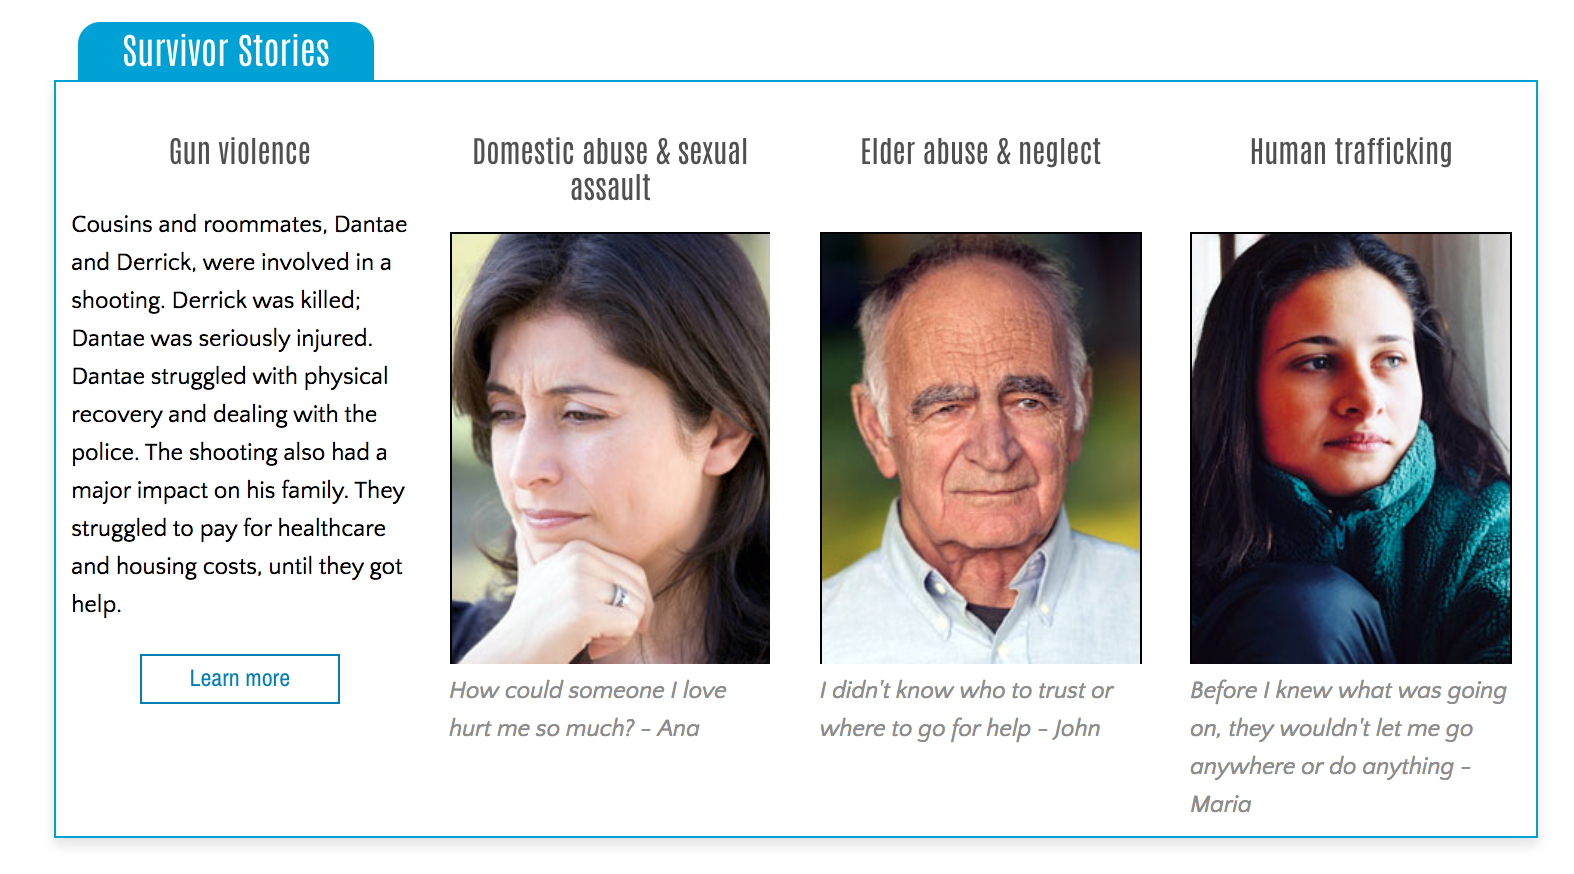 Survivor Stories
Gun violence
Cousins and roommates, Dantae
and Derrick, were involved in a
shooting. Derrick was killed;
Dantae was seriously injured.
Dantae struggled with physical
recovery and dealing with the
police. The shooting also had a
major impact on his family. They
struggled to pay for healthcare
and housing costs, until they got
help.
Learn more
Domestic abuse & sexual
assault
How could someone I love
hurt me so much? - Ana
Elder abuse & neglect
I didn't know who to trust or
where to go for help - John
Human trafficking
Before I knew what was going
on, they wouldn't let me go
anywhere or do anything -
Maria